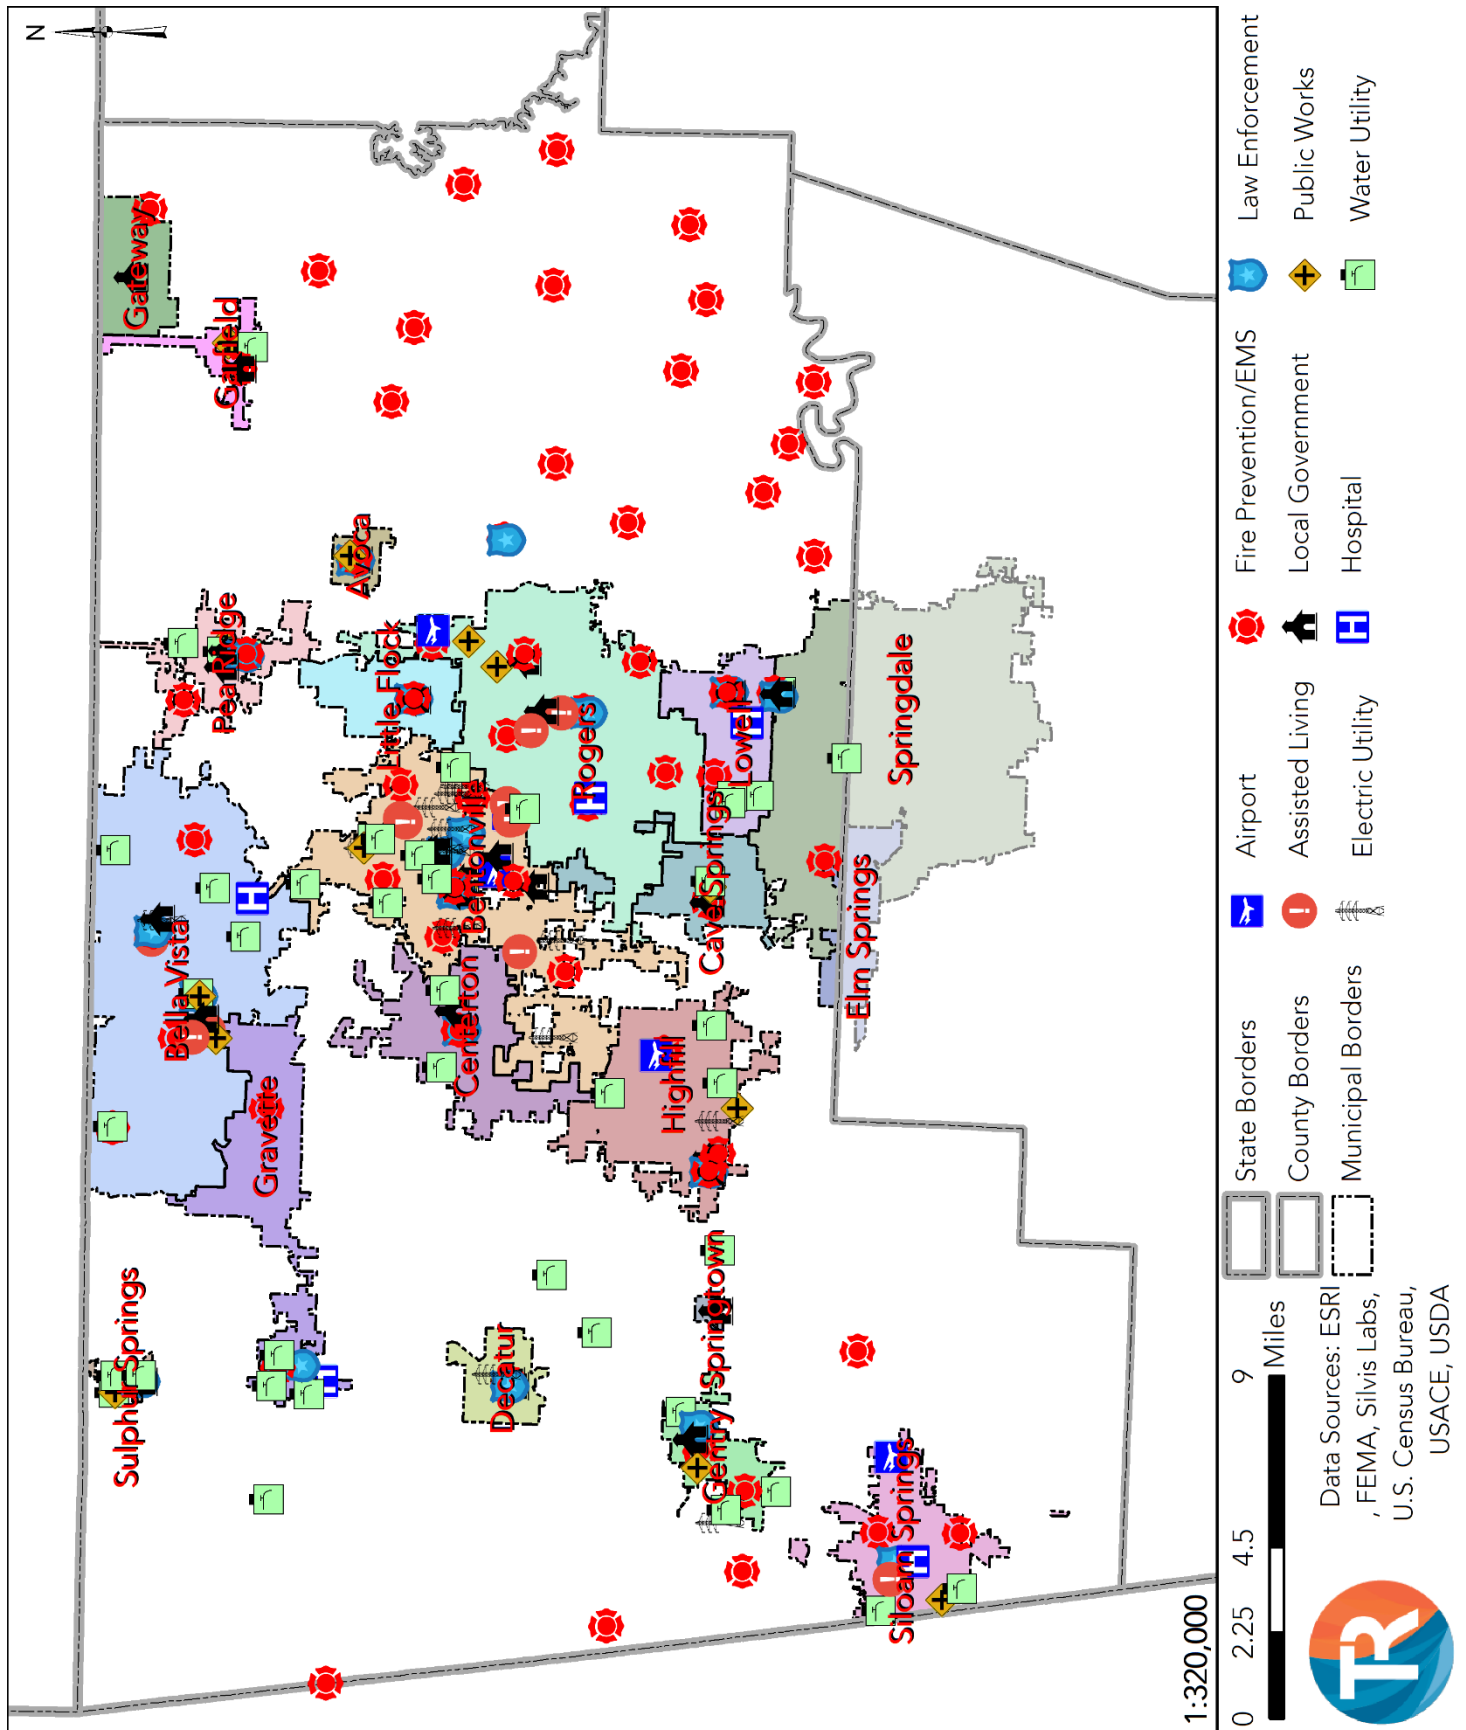 N
Gateway
Garfield
Avoca
Pea Ridge
Little Flock
Rogers
Lowell
Springdale
Bella Vista
Bentonville
Cave Springs
Elm Springs
Centerton
Gravette
Highfill
Sulphur Springs
Decatur
Springtown
Gentry
Siloam Springs
1:320,000
0 2.25 4.5 9
Miles
Data Sources: ESRI
, FEMA, Silvis Labs,
U.S. Census Bureau,
USACE, USDA
State Borders
County Borders
Municipal Borders
Airport
Assisted Living
Electric Utility
Fire Prevention/EMS
Local Government
Hospital
Law Enforcement
Public Works
Water Utility
TR